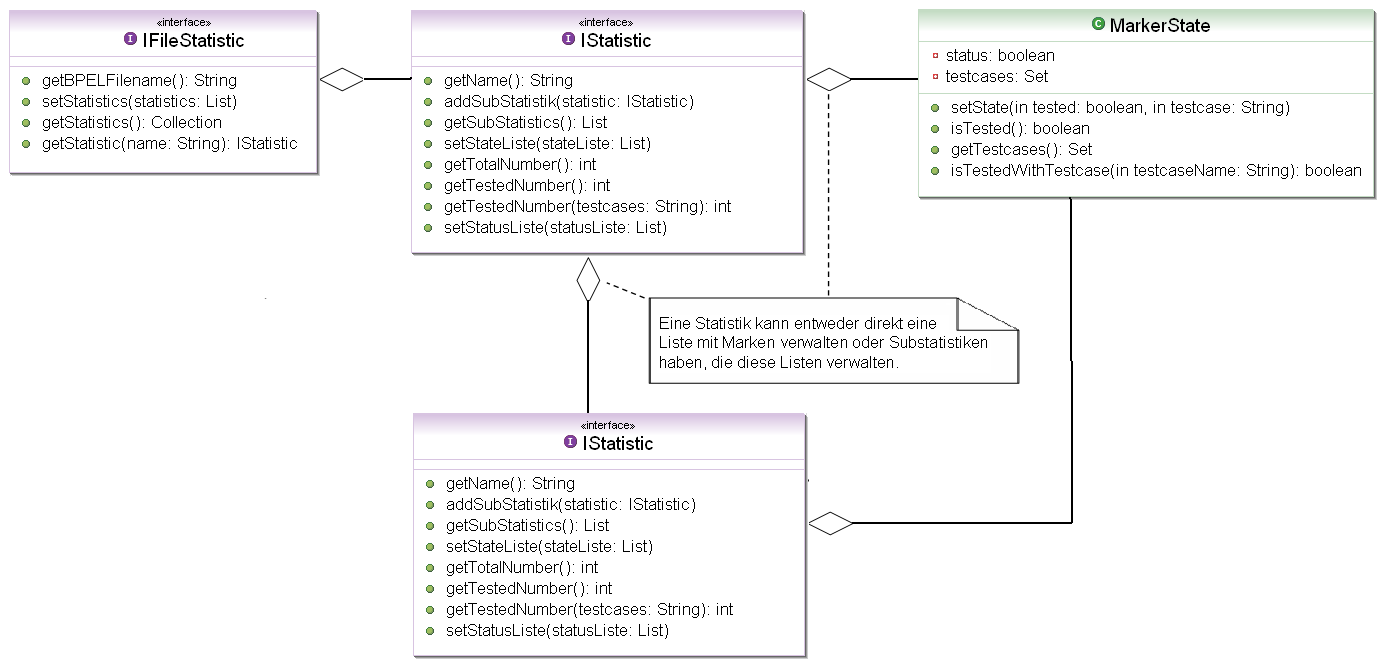 «interface»
I IFileStatistic
getBPELFilename(): String
setStatistics(statistics: List)
getStatistics(): Collection
getStatistic(name: String): IStatistic
«interface»
I IStatistic
getName(): String
addSubStatistik(statistic: IStatistic)
getSubStatistics(): List
setStateListe(stateListe: List)
getTotalNumber(): int
getTestedNumber(): int
getTestedNumber(testcases: String): int
setStatusListe(statusListe: List)
C MarkerState
status: boolean
testcases: Set
setState(in tested: boolean, in testcase: String)
isTested(): boolean
getTestcases(): Set
isTestedWithTestcase(in testcaseName: String): boolean
Eine Statistik kann entweder direkt eine
Liste mit Marken verwalten oder Substatistiken
haben, die diese Listen verwalten.
«interface»
I IStatistic
getName(): String
addSubStatistik(statistic: IStatistic)
getSubStatistics(): List
setStateListe(stateListe: List)
getTotalNumber(): int
getTestedNumber(): int
getTestedNumber(testcases: String): int
setStatusListe(statusListe: List)